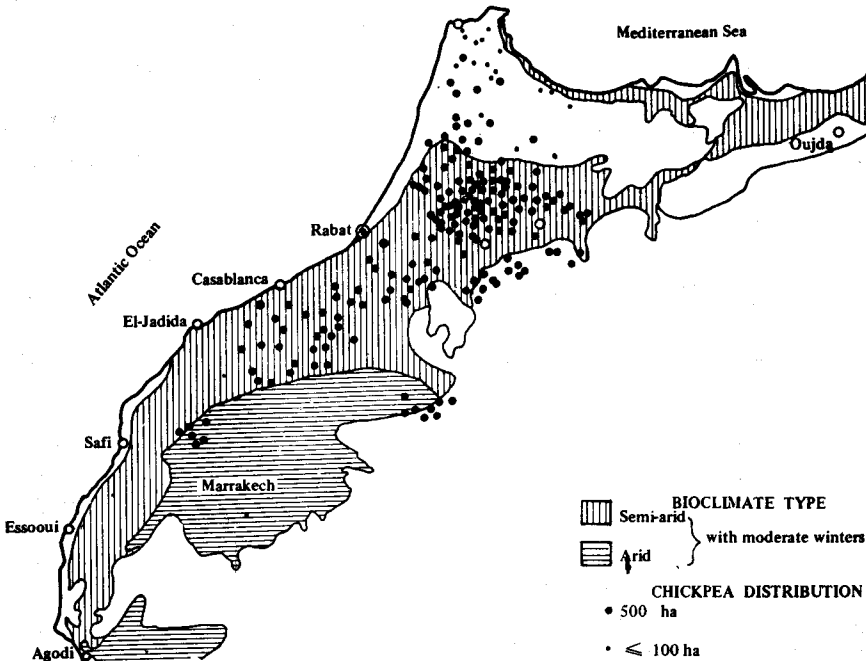 Mediterranean Sea
Oujda
Rabat
Atlantic Ocean
Casablanca
El-Jadida
Safi
Marrakech
Essooui
Agodi
BIOCLIMATE TYPE
Semi-arid
with moderate winters
Arid
CHICKPEA DISTRIBUTION
500 ha
⩽ 100 ha